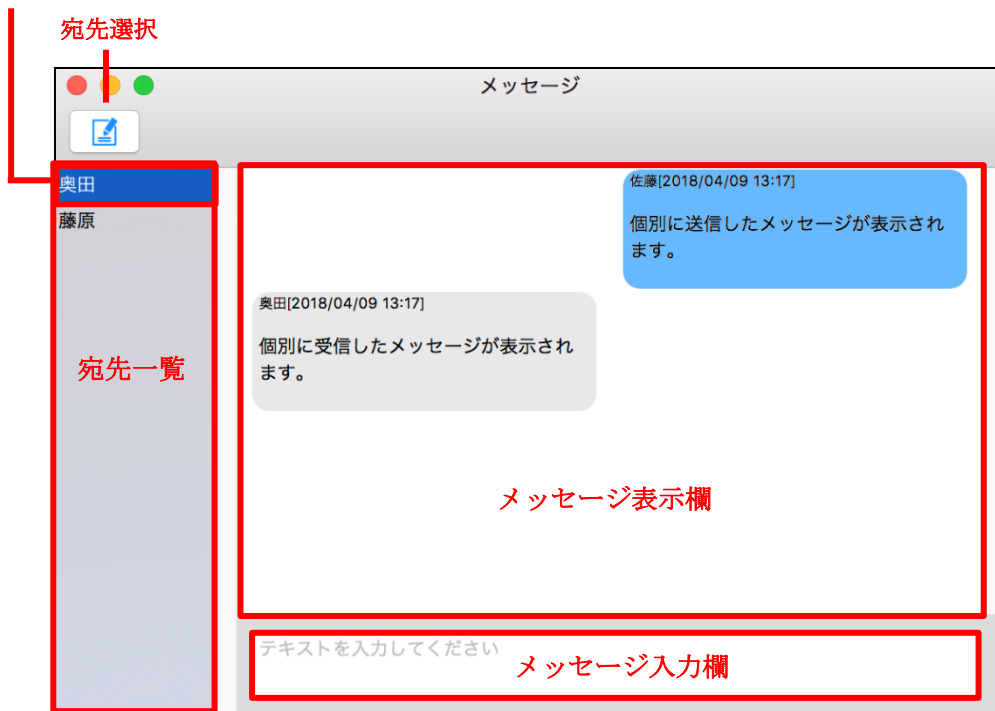 宛先選択
メッセージ
奥田
藤原
宛先一覧
佐藤[2018/04/09 13:17]
個別に送信したメッセージが表示され
ます。
奥田[2018/04/09 13:17]
個別に受信したメッセージが表示され
ます。
メッセージ表示欄
テキストを入力してください
メッセージ入力欄